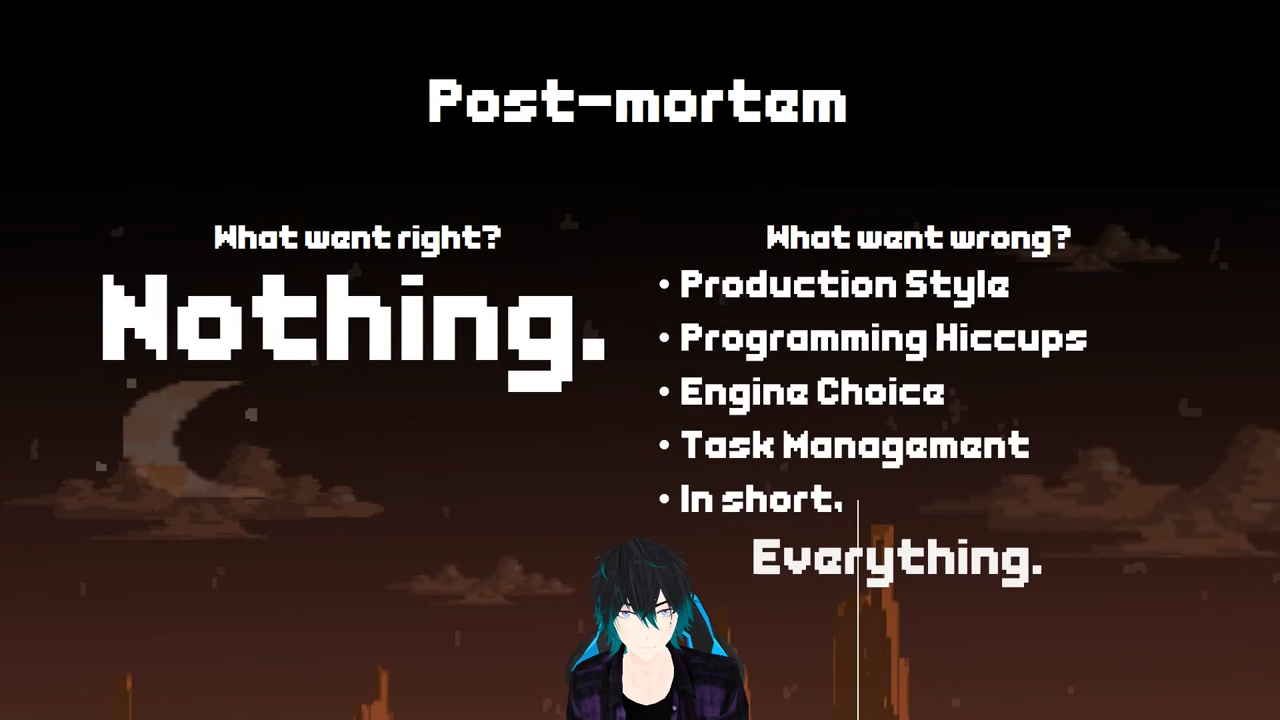 Post-mortem
What went right?
Nothing.
What went wrong?
• Production Style
• Programming Hiccups
• Engine Choice
• Task Management
• In short,
Everything.